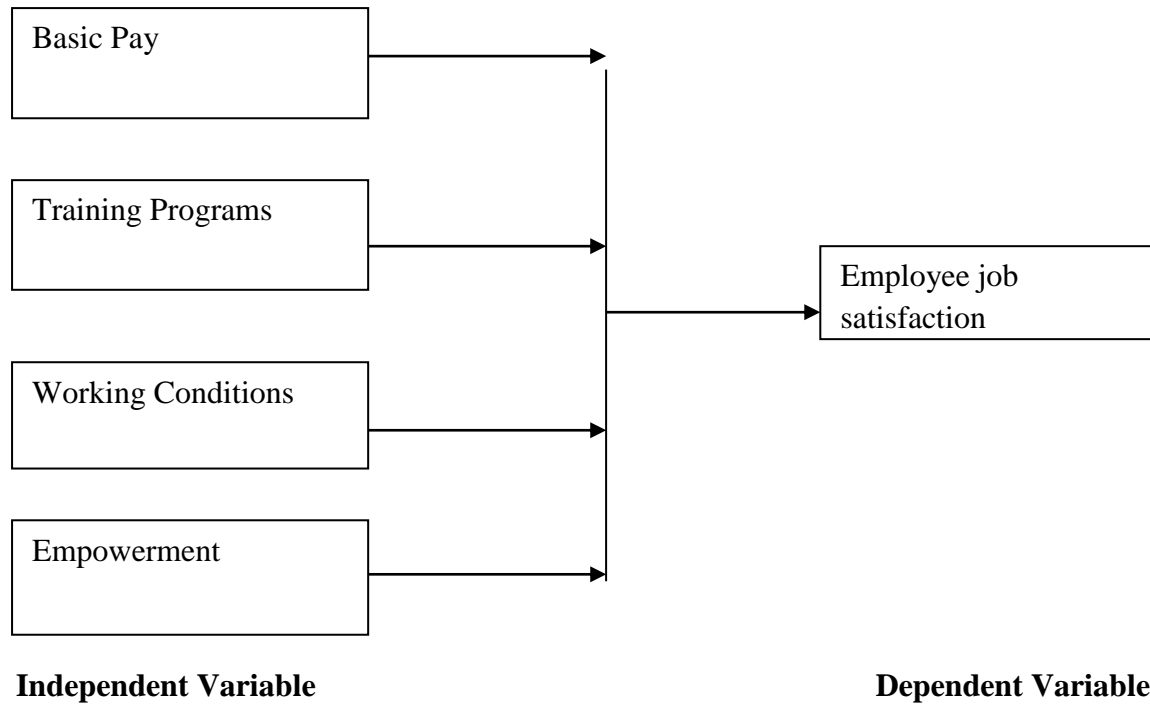 Basic Pay
Training Programs
Employee job
satisfaction
Working Conditions
Empowerment
Independent Variable
Dependent Variable